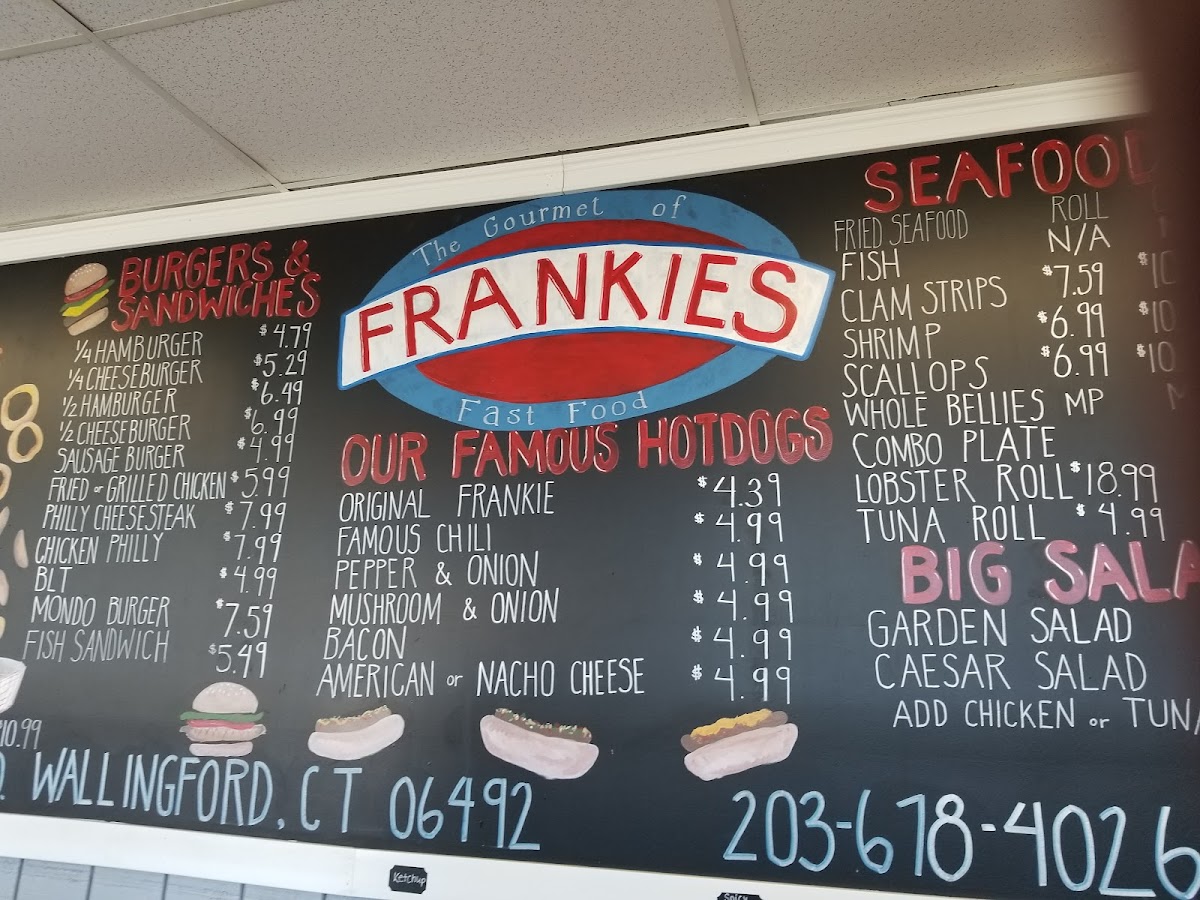 BURGERS &
SANDWICHES
1/4 HAMBURGER $4.79
1/4 CHEESEBURGER $5.29
1/2 HAMBURGER $6.49
1/2 CHEESEBURGER $6.99
SAUSAGE BURGER $4.99
FRIED or GRILLED CHICKEN $5.99
PHILLY CHEESESTEAK $7.99
CHICKEN PHILLY $7.99
BLT $4.99
MONDO BURGER $7.59
FISH SANDWICH $5.49
The Gourmet of
FRANKIES
Fast Food
OUR FAMOUS HOTDOGS
ORIGINAL FRANKIE $4.39
FAMOUS CHILI $4.99
PEPPER & ONION $4.99
MUSHROOM & ONION $4.99
BACON $4.99
AMERICAN or NACHO CHEESE $4.99
SEAFOOD
FRIED SEAFOOD ROLL
FISH N/A
CLAM STRIPS $7.59
SHRIMP $6.99
SCALLOPS $6.99
WHOLE BELLIES MP
COMBO PLATE
LOBSTER ROLL $18.99
TUNA ROLL $4.99
BIG SALA
GARDEN SALAD
CAESAR SALAD
ADD CHICKEN or TUNA
10.99
WALLINGFORD, CT 06492
203-678-4026
Ketchup